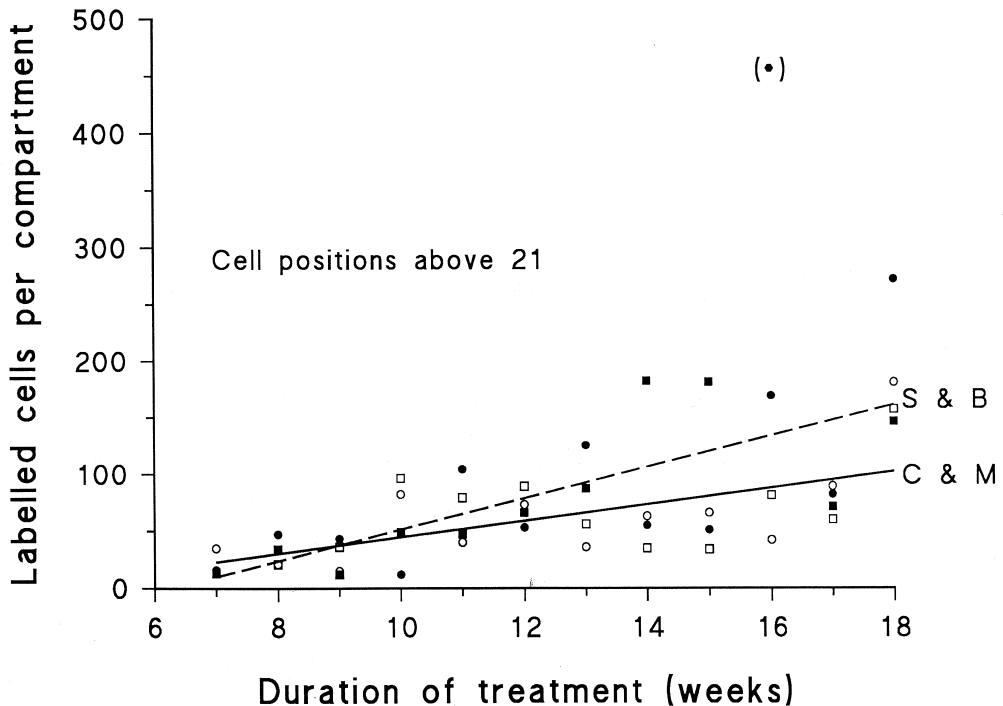 Labelled cells per compartment
500
400
300
200
100
0
( )
Cell positions above 21
S & B
C & M
6 8 10 12 14 16 18
Duration of treatment (weeks)